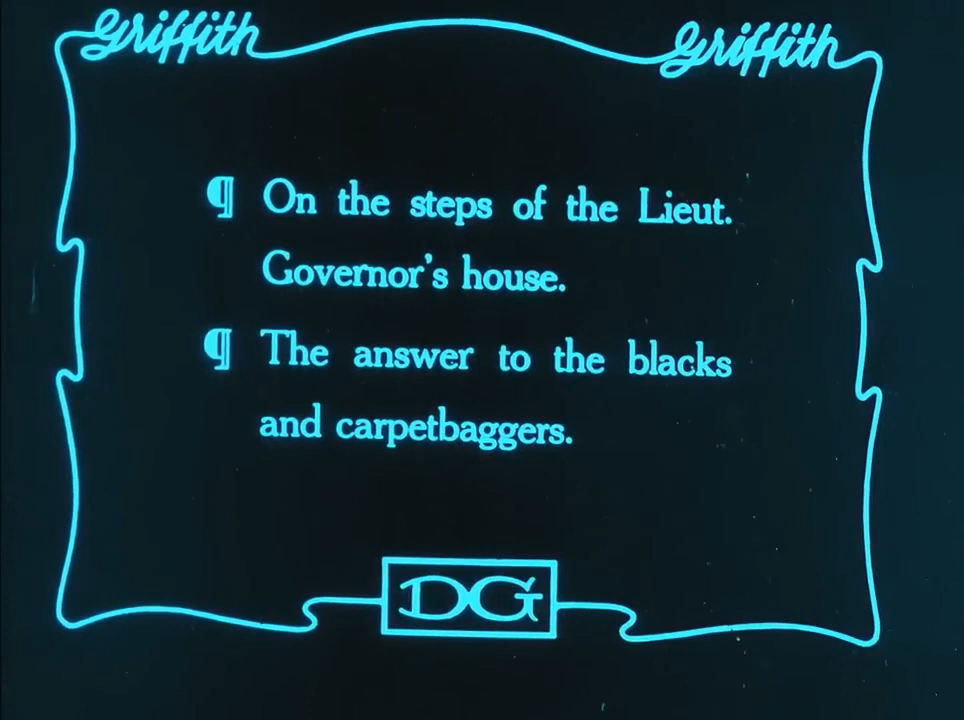 Griffith Griffith
¶ On the steps of the Lieut.
Governor's house.
¶ The answer to the blacks
and carpetbaggers.
DG